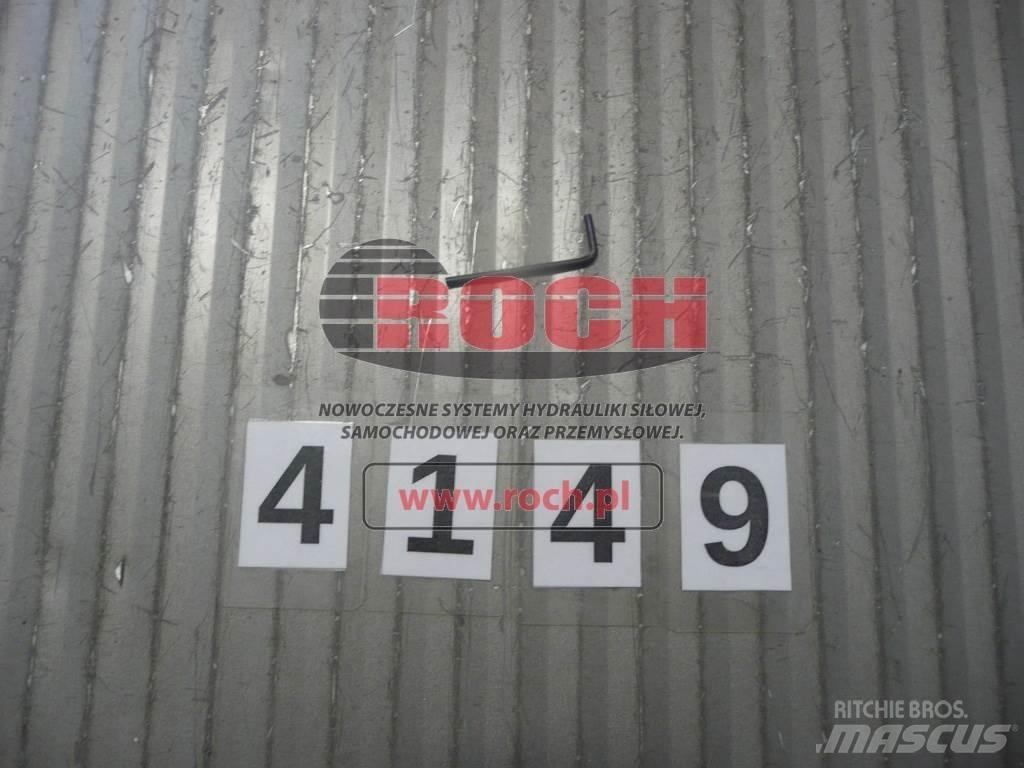 ROCH
NOWOCZESNE SYSTEMY HYDRAULIKI SIŁOWEJ,
SAMOCHODOWEJ ORAZ PRZEMYSŁOWEJ.
4 1 4 9
www.roch.pl
RITCHIE BROS.
MASCUS